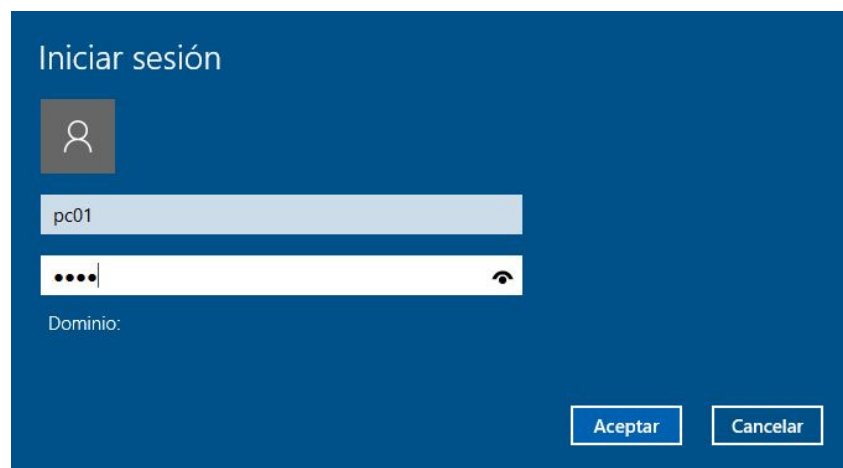 Iniciar sesión
pc01
••••
Dominio:
Aceptar Cancelar